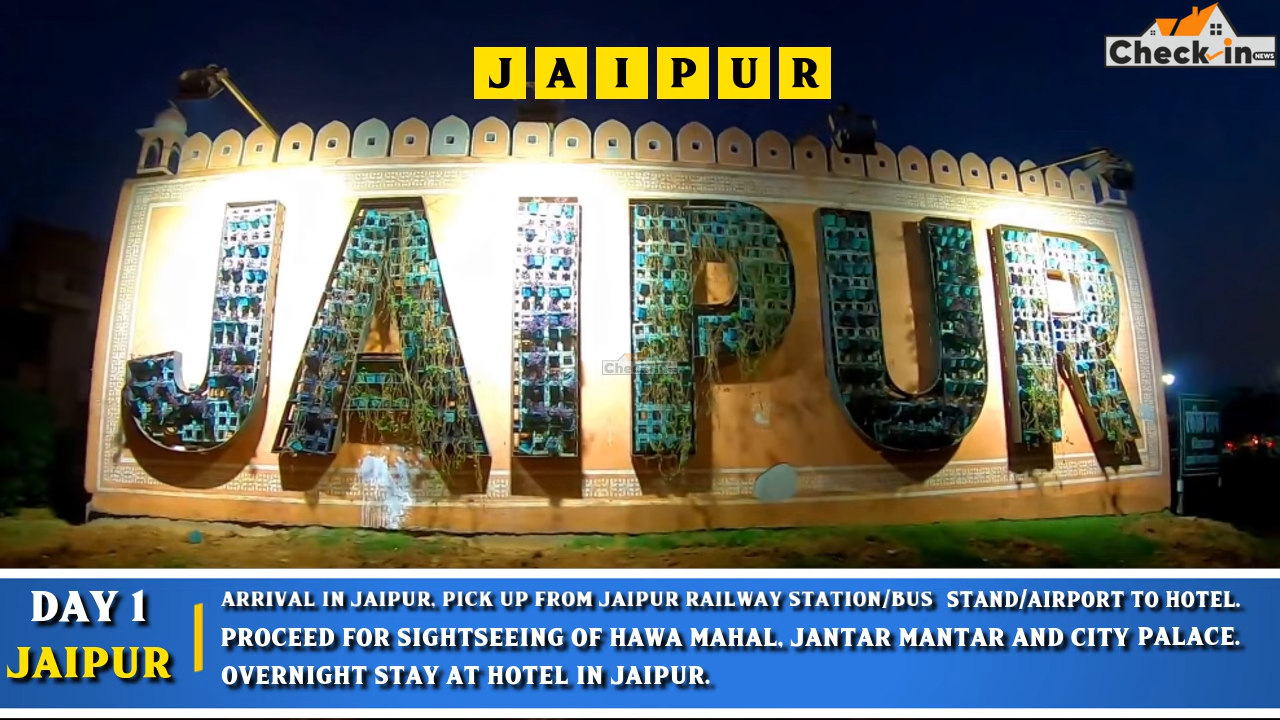 JAIPUR
Check-in NEWS
JAIPUR
DAY 1
JAIPUR
ARRIVAL IN JAIPUR, PICK UP FROM JAIPUR RAILWAY STATION/BUS STAND/AIRPORT TO HOTEL.
PROCEED FOR SIGHTSEEING OF HAWA MAHAL, JANTAR MANTAR AND CITY PALACE.
OVERNIGHT STAY AT HOTEL IN JAIPUR.